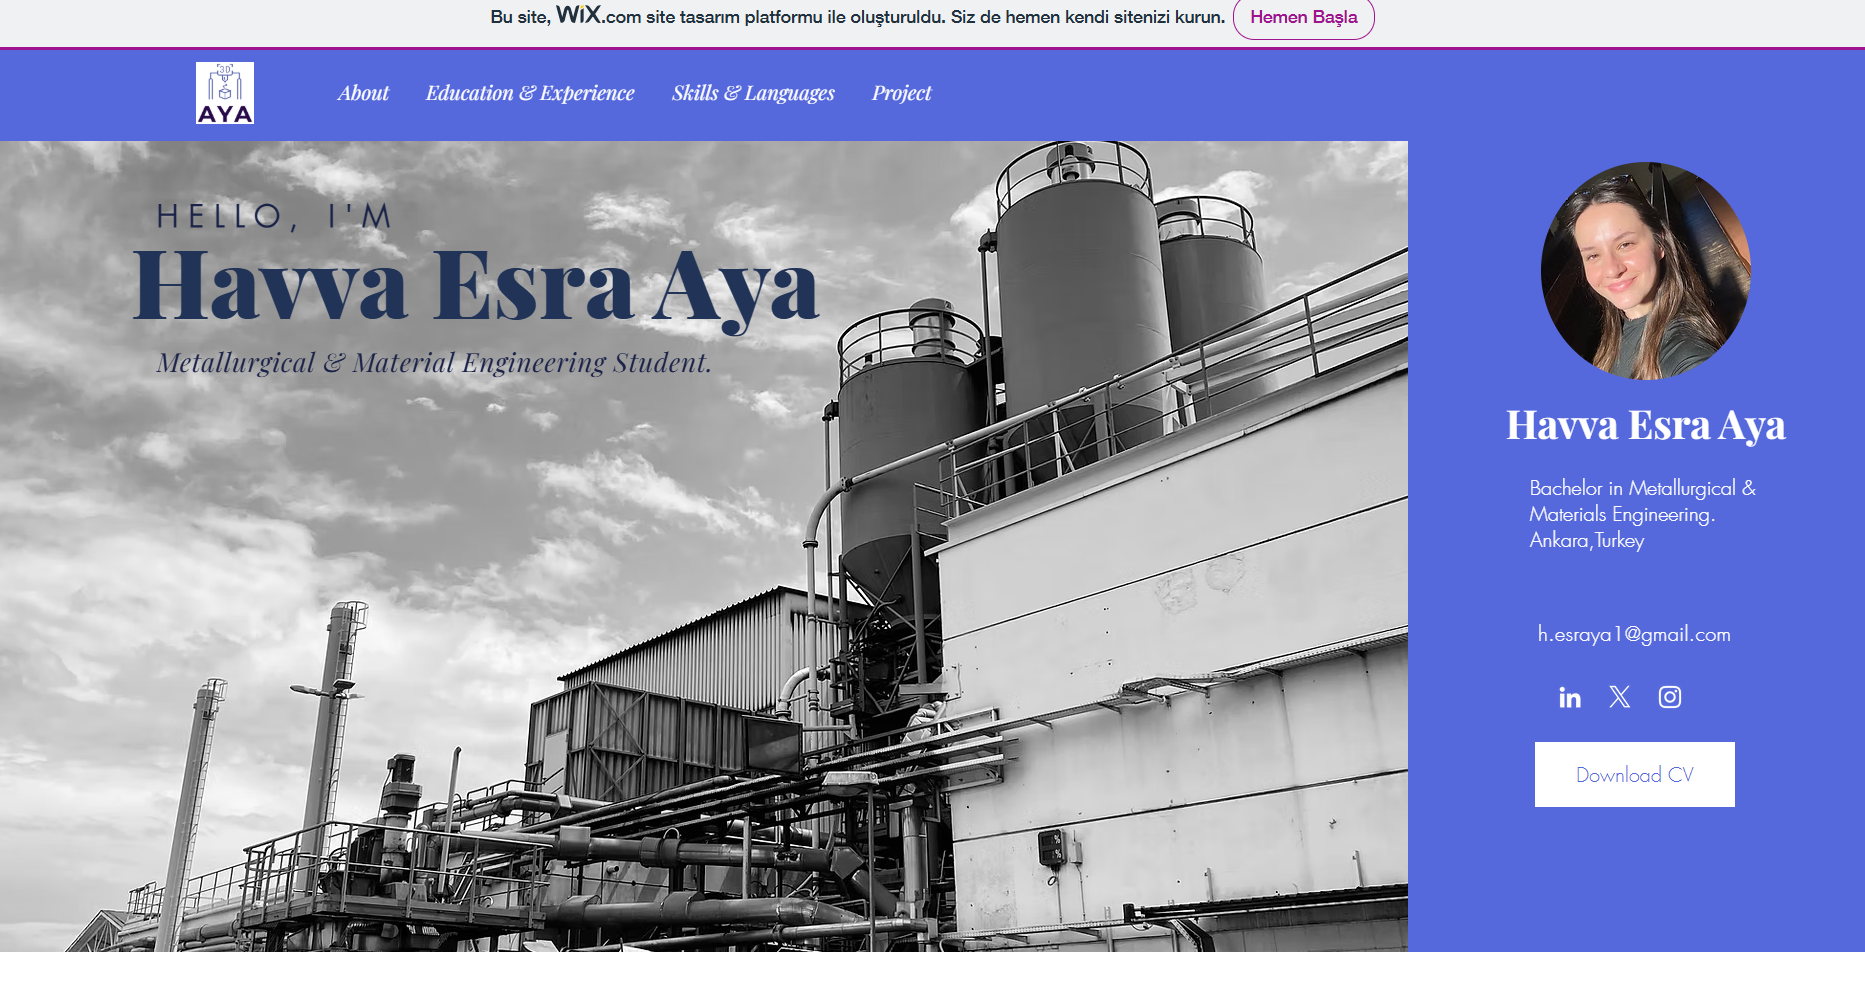 Bu site, WiX.com site tasarım platformu ile oluşturuldu. Siz de hemen kendi sitenizi kurun. Hemen Başla
3D
AYA
About Education & Experience Skills & Languages Project
HELLO, I'M
Havva Esra Aya
Metallurgical & Material Engineering Student.
Havva Esra Aya
Bachelor in Metallurgical &
Materials Engineering.
Ankara,Turkey
h.esraya1@gmail.com
in
Download CV